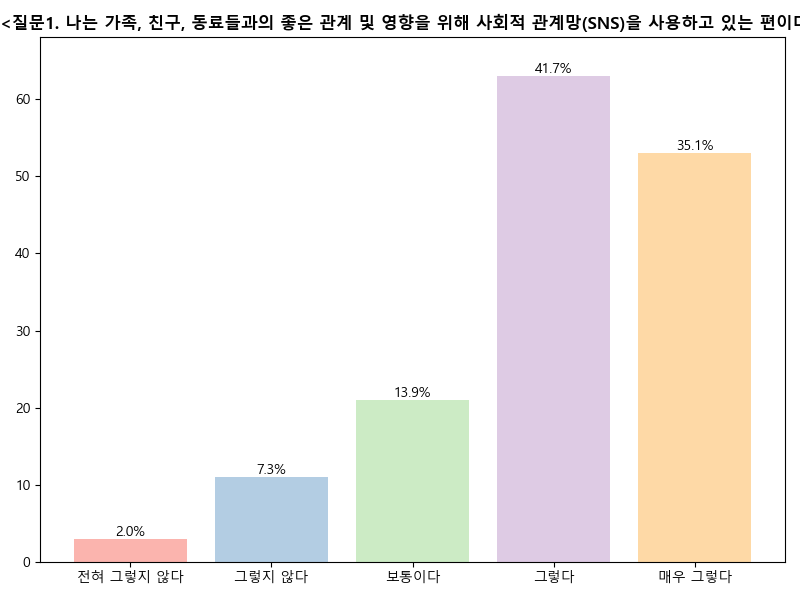 <질문1. 나는 가족, 친구, 동료들과의 좋은 관계 및 영향을 위해 사회적 관계망(SNS)을 사용하고 있는 편이다
41.7%
35.1%
13.9%
7.3%
2.0%
60
50
40
30
20
10
0
전혀 그렇지 않다
그렇지 않다
보통이다
그렇다
매우 그렇다